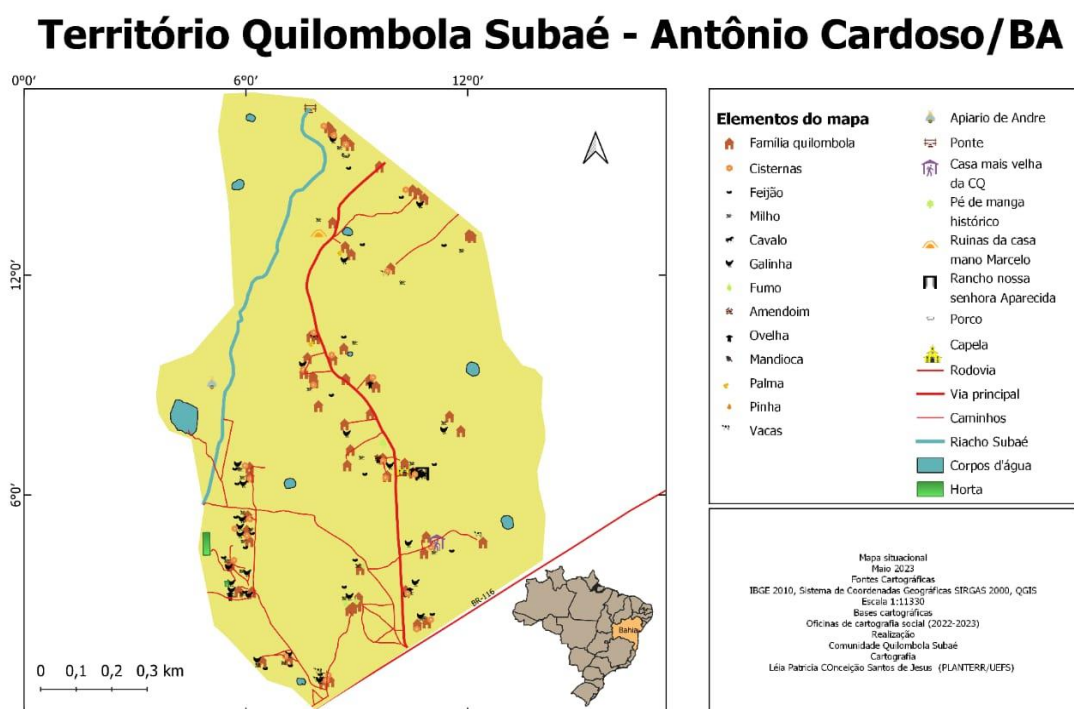 Território Quilombola Subaé - Antônio Cardoso/BA
0°0′
6°0′
12°0′
12°0′
6°0′
BR-116
Bahia
0 0,1 0,2 0,3 km
Elementos do mapa
Família quilombola
Cisternas
Feijão
Milho
Cavalo
Galinha
Fumo
Amendoim
Ovelha
Mandioca
Palma
Pinha
Vacas
Apiario de Andre
Ponte
Casa mais velha
da CQ
Pé de manga
histórico
Ruinas da casa
mano Marcelo
Rancho nossa
senhora Aparecida
Porco
Capela
Rodovia
Via principal
Caminhos
Riacho Subaé
Corpos d'água
Horta
Mapa situacional
Maio 2023
Fontes Cartográficas
IBGE 2010, Sistema de Coordenadas Geográficas SIRGAS 2000, QGIS
Escala 1:11330
Bases cartográficas
Oficinas de cartografia social (2022-2023)
Realização
Comunidade Quilombola Subaé
Cartografia
Léia Patricia COnceição Santos de Jesus (PLANTERR/UEFS)